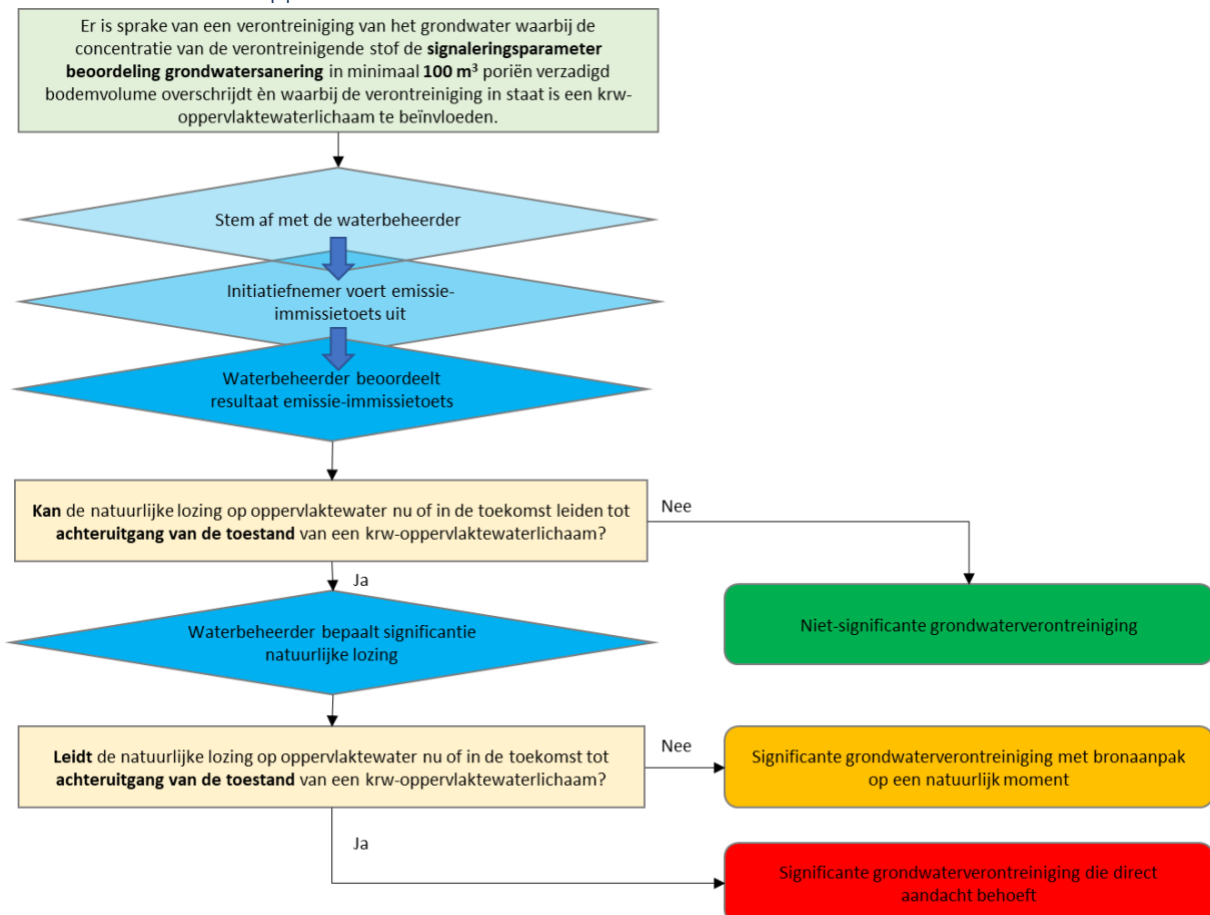 Er is sprake van een verontreiniging van het grondwater waarbij de
concentratie van de verontreinigende stof de signaleringsparameter
beoordeling grondwatersanering in minimaal 100 m³ poriën verzadigd
bodemvolume overschrijdt èn waarbij de verontreiniging in staat is een krw-
oppervlaktewaterlichaam te beïnvloeden.
Stem af met de waterbeheerder
Initiatiefnemer voert emissie-
immissietoets uit
Waterbeheerder beoordeelt
resultaat emissie-immissietoets
Kan de natuurlijke lozing op oppervlaktewater nu of in de toekomst leiden tot
achteruitgang van de toestand van een krw-oppervlaktewaterlichaam?
Nee
Ja
Niet-significante grondwaterverontreiniging
Waterbeheerder bepaalt significantie
natuurlijke lozing
Leidt de natuurlijke lozing op oppervlaktewater nu of in de toekomst tot
achteruitgang van de toestand van een krw-oppervlaktewaterlichaam?
Nee
Significante grondwaterverontreiniging met bronaanpak
op een natuurlijk moment
Ja
Significante grondwaterverontreiniging die direct
aandacht behoeft